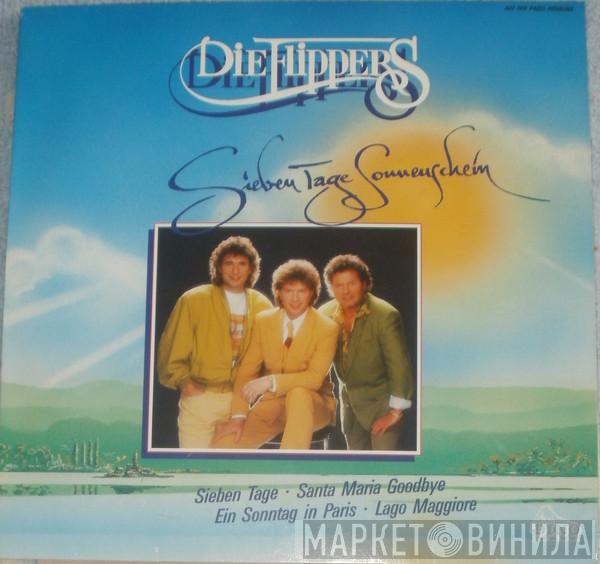 DIE FLIPPERS
Sieben Tage Sonnenschein
Sieben Tage · Santa Maria Goodbye
Ein Sonntag in Paris · Lago Maggiore
МАРКЕТ ВИНИЛА